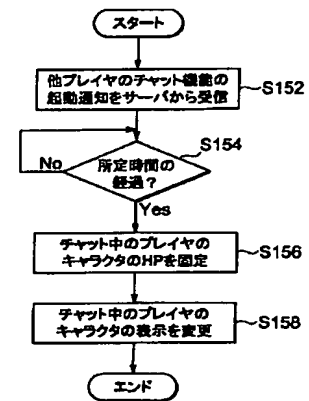 スタート
他プレイヤのチャット機能の
起動通知をサーバから受信
S152
S154
No
所定時間の
経過?
Yes
チャット中のプレイヤの
キャラクタのHPを固定
S156
チャット中のプレイヤの
キャラクタの表示を変更
S158
エンド